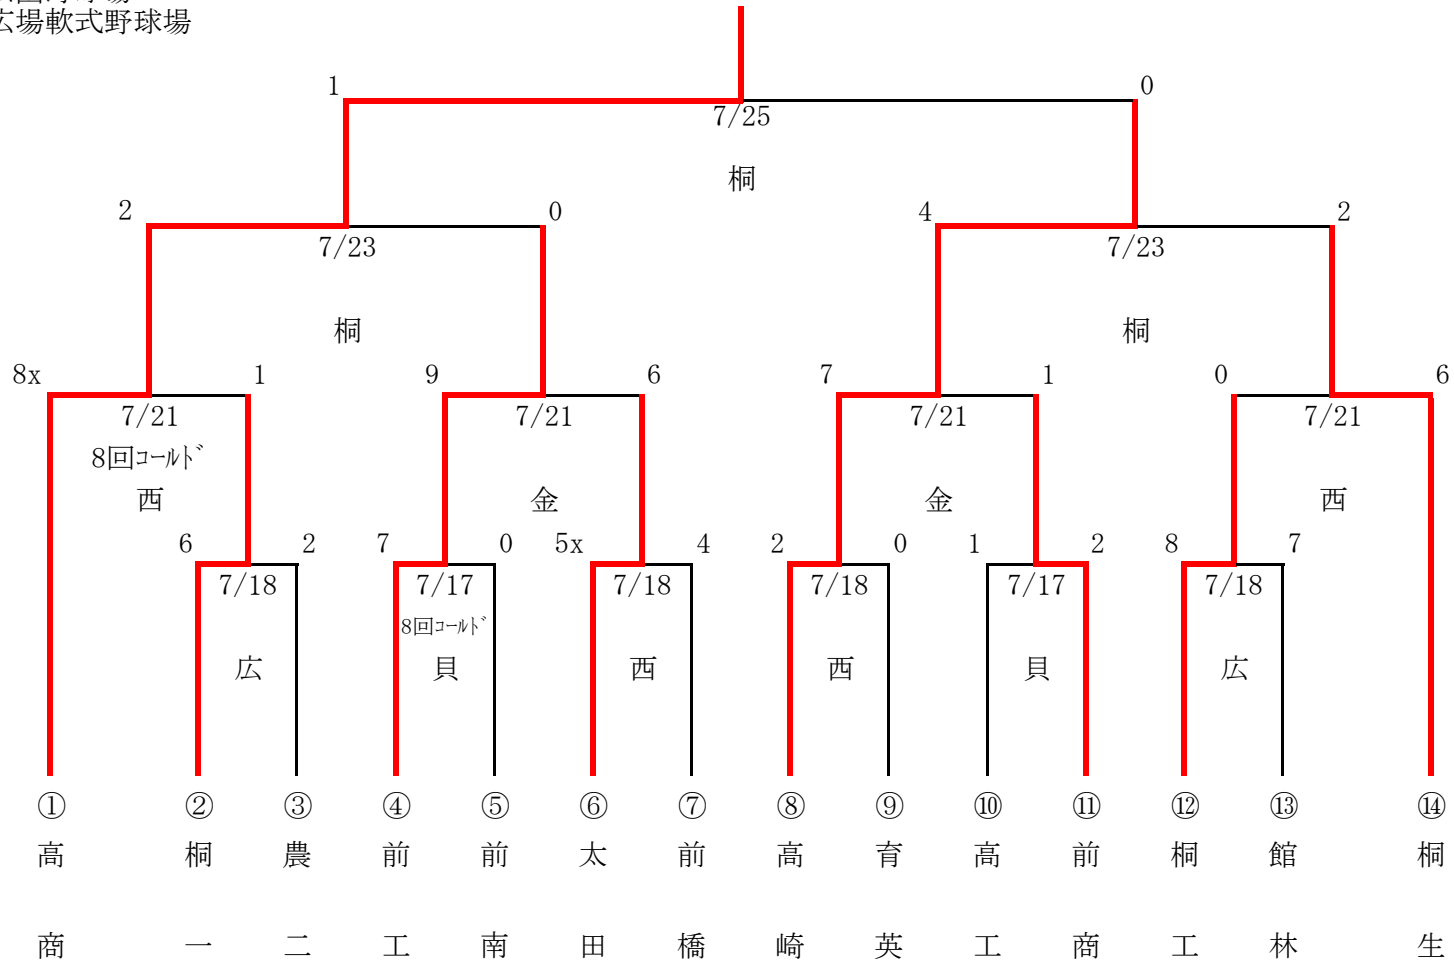 広場軟式野球場
1 0
7/25
桐
2 0 4 2
7/23 7/23
桐 桐
8x 1 9 6 7 1 0 6
7/21 7/21 7/21 7/21
8回ｺｰﾙﾄﾞ
西 金 金 西
6 2 7 0 5x 4 2 0 1 2 8 7
7/18 7/17 7/18 7/18 7/17 7/18
8回ｺｰﾙﾄﾞ
広 貝 西 西 貝 広
① ② ③ ④ ⑤ ⑥ ⑦ ⑧ ⑨ ⑩ ⑪ ⑫ ⑬ ⑭
高商
桐一
農二
前工
前南
太田
前橋
高崎
育英
高工
前商
桐工
館林
桐生